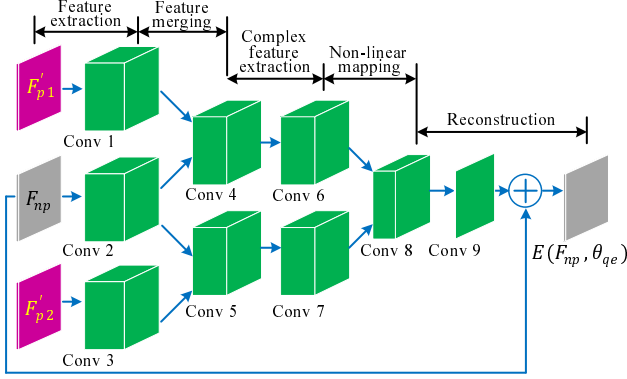 Feature
extraction
Feature
merging
Complex
feature
extraction
Non-linear
mapping
Reconstruction
F'p1
Conv 1
Fnp
Conv 2
F'p2
Conv 3
Conv 4
Conv 5
Conv 6
Conv 7
Conv 8
Conv 9
E(Fnp, θqe)